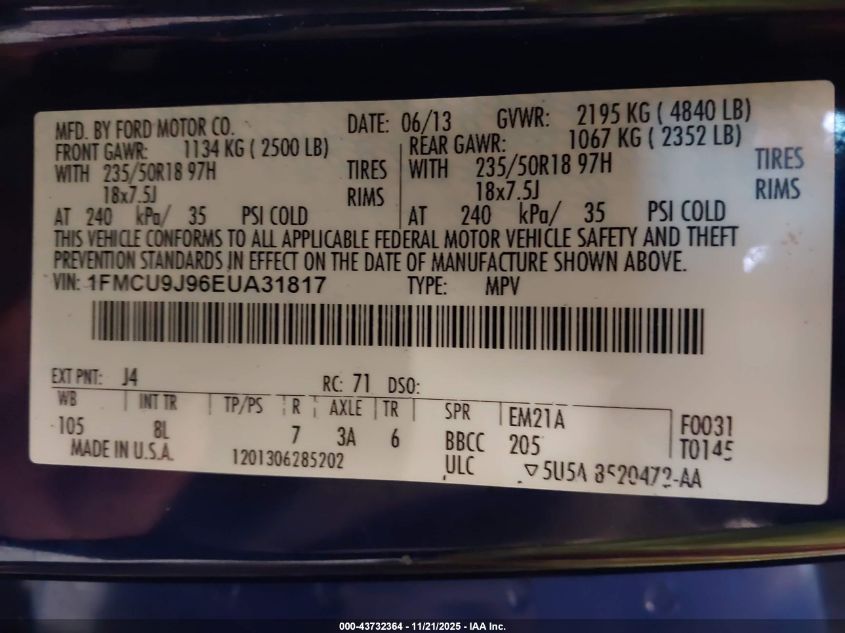 MFD. BY FORD MOTOR CO. DATE: 06/13 GVWR: 2195 KG ( 4840 LB)
FRONT GAWR: 1134 KG ( 2500 LB) REAR GAWR: 1067 KG ( 2352 LB)
WITH 235/50R18 97H TIRES WITH 235/50R18 97H TIRES
18x7.5J RIMS 18x7.5J RIMS
AT 240 kPa/ 35 PSI COLD AT 240 kPa/ 35 PSI COLD
THIS VEHICLE CONFORMS TO ALL APPLICABLE FEDERAL MOTOR VEHICLE SAFETY AND THEFT
PREVENTION STANDARDS IN EFFECT ON THE DATE OF MANUFACTURE SHOWN ABOVE.
VIN: 1FMCU9J96EUA31817 TYPE: MPV
EXT PNT: J4 RC: 71 DSO:
WB INT TR TP/PS R AXLE TR SPR EM21A F0031
105 8L 7 3A 6 BBCC 205 T0145
MADE IN U.S.A. 1201306285202 ULC ▽5U5A 8520472-AA
000-43732364 - 11/21/2025 - IAA Inc.